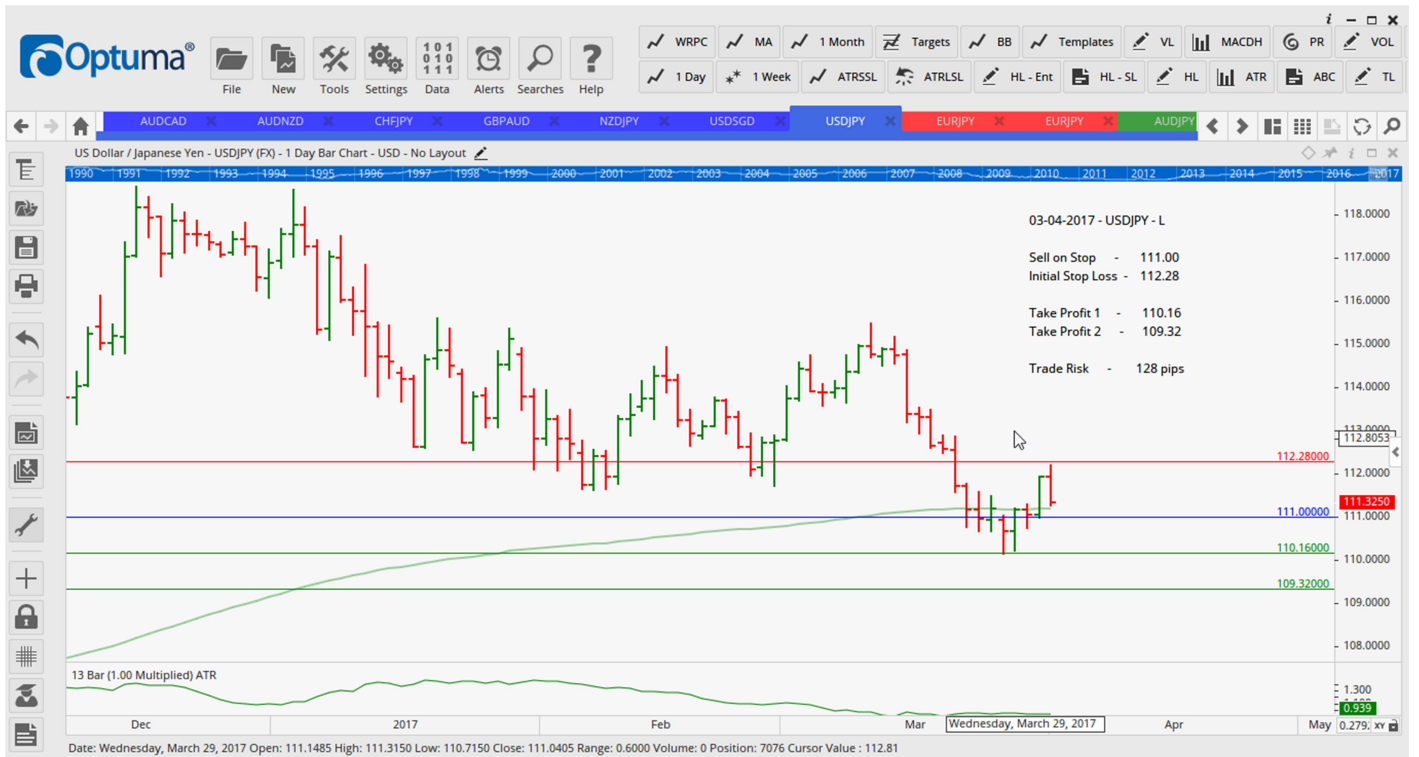 i
Optuma®
File New Tools Settings Data Alerts Searches Help
101
010
111
WRPC MA 1 Month Targets BB Templates VL MACDH PR VOL
1 Day 1 Week ATRSSL ATRLSL HL - Ent HL - SL HL ATR ABC TL
AUDCAD AUDNZD CHFJPY GBPAUD NZDJPY USDSGD USDJPY EURJPY EURJPY AUDJPY
US Dollar / Japanese Yen - USDJPY (FX) - 1 Day Bar Chart - USD - No Layout
i
1990 1991 1992 1993 1994 1995 1996 1997 1998 1999 2000 2001 2002 2003 2004 2005 2006 2007 2008 2009 2010 2011 2012 2013 2014 2015 2016 2017
03-04-2017 - USDJPY - L
Sell on Stop - 111.00
Initial Stop Loss - 112.28
Take Profit 1 - 110.16
Take Profit 2 - 109.32
Trade Risk - 128 pips
118.0000
117.0000
116.0000
115.0000
114.0000
113.0000
112.8053
112.28000
112.0000
111.3250
111.00000
111.0000
110.16000
110.0000
109.32000
109.0000
108.0000
13 Bar (1.00 Multiplied) ATR
1.300
0.939
Dec 2017 Feb Mar Wednesday, March 29, 2017 Apr May 0.279 XY
Date: Wednesday, March 29, 2017 Open: 111.1485 High: 111.3150 Low: 110.7150 Close: 111.0405 Range: 0.6000 Volume: 0 Position: 7076 Cursor Value : 112.81